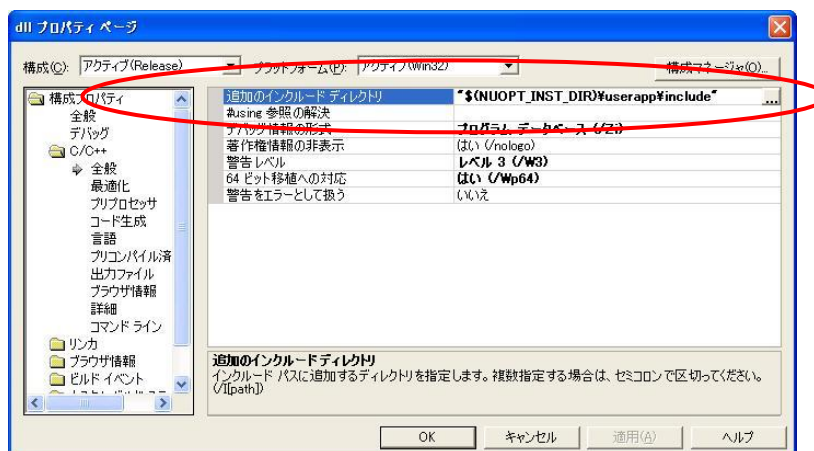 dll プロパティ ページ
構成(C): アクティブ(Release) プラットフォーム(P): アクティブ(Win32) 構成マネージャ(O)...
構成プロパティ
全般
デバッグ
C/C++
全般
最適化
プリプロセッサ
コード生成
言語
プリコンパイル済
出力ファイル
ブラウザ情報
詳細
コマンド ライン
リンカ
ブラウザ情報
ビルド イベント
追加のインクルード ディレクトリ "$(NUOPT_INST_DIR)¥userapp¥include" ...
#using 参照の解決
デバッグ情報の形式 プログラム データベース (/Zi)
著作権情報の非表示 はい (/nologo)
警告レベル レベル 3 (/W3)
64 ビット移植への対応 はい (/Wp64)
警告をエラーとして扱う いいえ
追加のインクルード ディレクトリ
インクルード パスに追加するディレクトリを指定します。複数指定する場合は、セミコロンで区切ってください。
(/I[path])
OK キャンセル 適用(A) ヘルプ